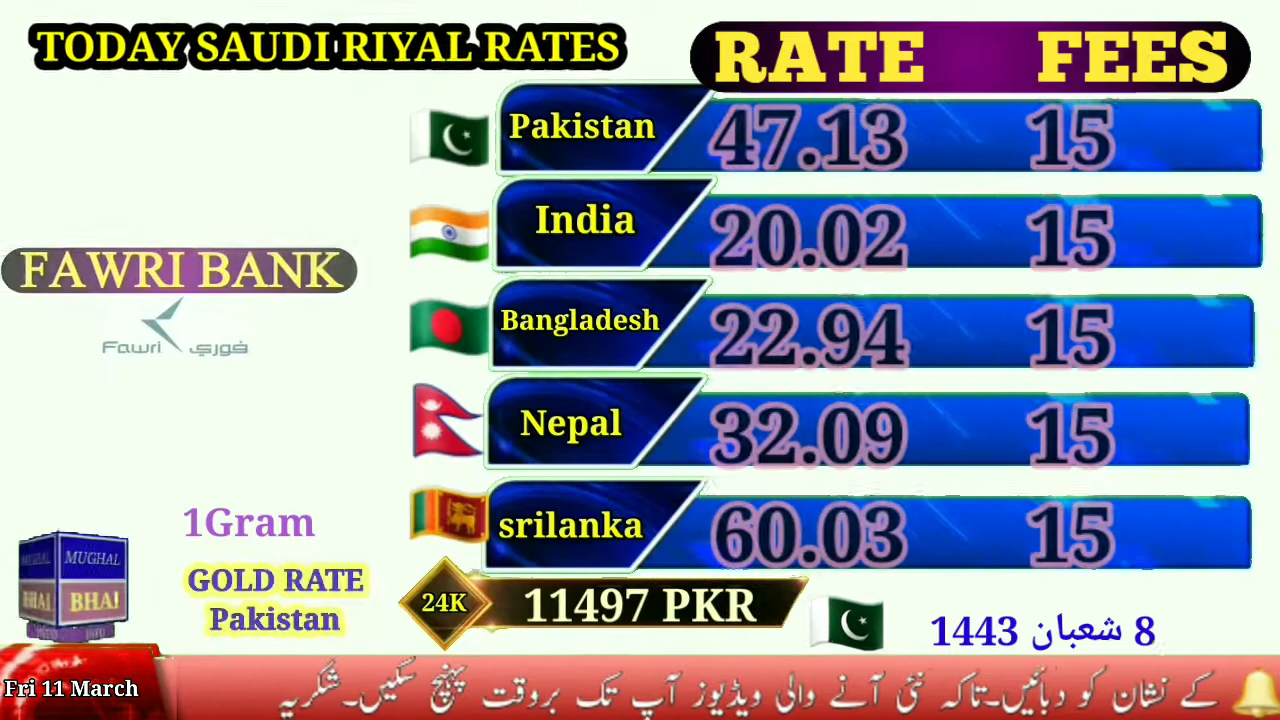 TODAY SAUDI RIYAL RATES
RATE FEES
Pakistan 47.13 15
India 20.02 15
FAWRI BANK
Fawri فوري
Bangladesh 22.94 15
Nepal 32.09 15
srilanka 60.03 15
1Gram
GOLD RATE
Pakistan
24K 11497 PKR
MUGHAL
BHAI
8 شعبان 1443
Fri 11 March
کے نشان کو دبائیں۔تاکہ نئی آنے والی ویڈیوز آپ تک بروقت پہنچ سکیں۔شکریہ